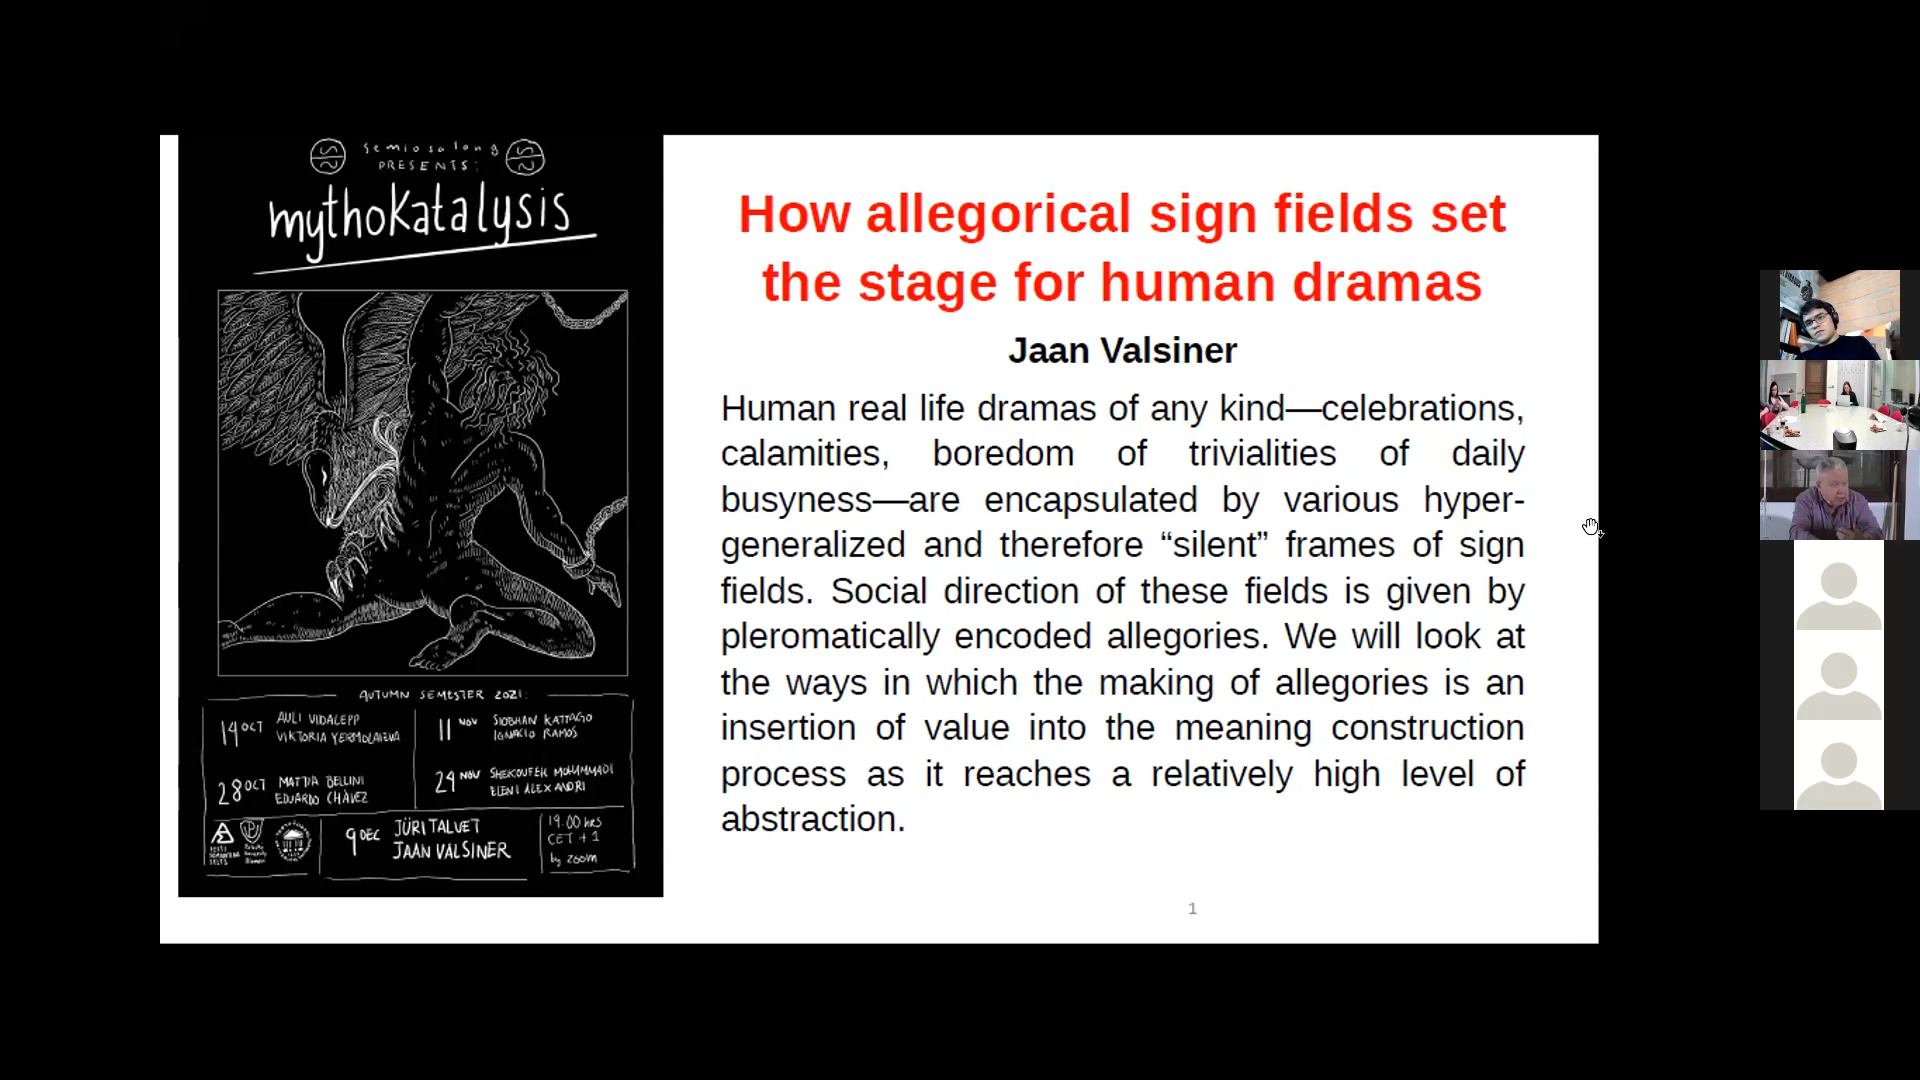 semiosalong
PRESENTS:
mythokatalysis
AUTUMN SEMESTER 2021:
14 OCT
AULI VIDALEPP
VIKTORIA YERMOLAIEVA
28 OCT
MATTIA BELLINI
EDUARDO CHÁVEZ
11 NOV
SIOBHAN KATTAGO
IGNACIO RAMOS
NOV
SHEKOUFEH MOHAMMADI
ELENI ALEXANDRI
9 DEC
JÜRI TALVET
JAAN VALSINER
19.00 hrs
CET + 1
by zoom
How allegorical sign fields set
the stage for human dramas
Jaan Valsiner
Human real life dramas of any kind—celebrations,
calamities, boredom of trivialities of daily
busyness—are encapsulated by various hyper-
generalized and therefore “silent” frames of sign
fields. Social direction of these fields is given by
pleromatically encoded allegories. We will look at
the ways in which the making of allegories is an
insertion of value into the meaning construction
process as it reaches a relatively high level of
abstraction.
1